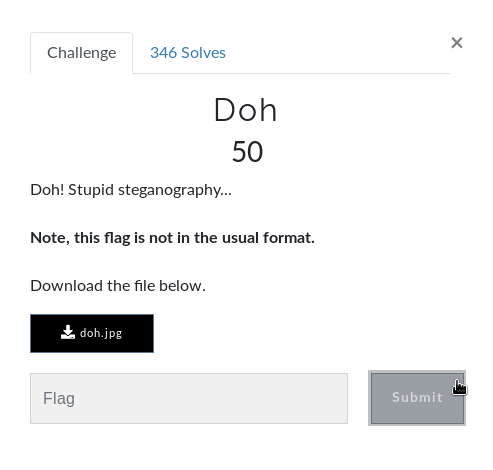 Challenge
346 Solves
×
Doh
50
Doh! Stupid steganography...
Note, this flag is not in the usual format.
Download the file below.
doh.jpg
Flag
Submit